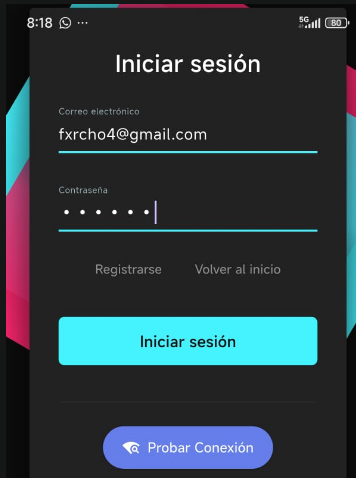 8:18 ... 5G 80
Iniciar sesión
Correo electrónico
fxrcho4@gmail.com
Contraseña
••••••
Registrarse Volver al inicio
Iniciar sesión
Probar Conexión